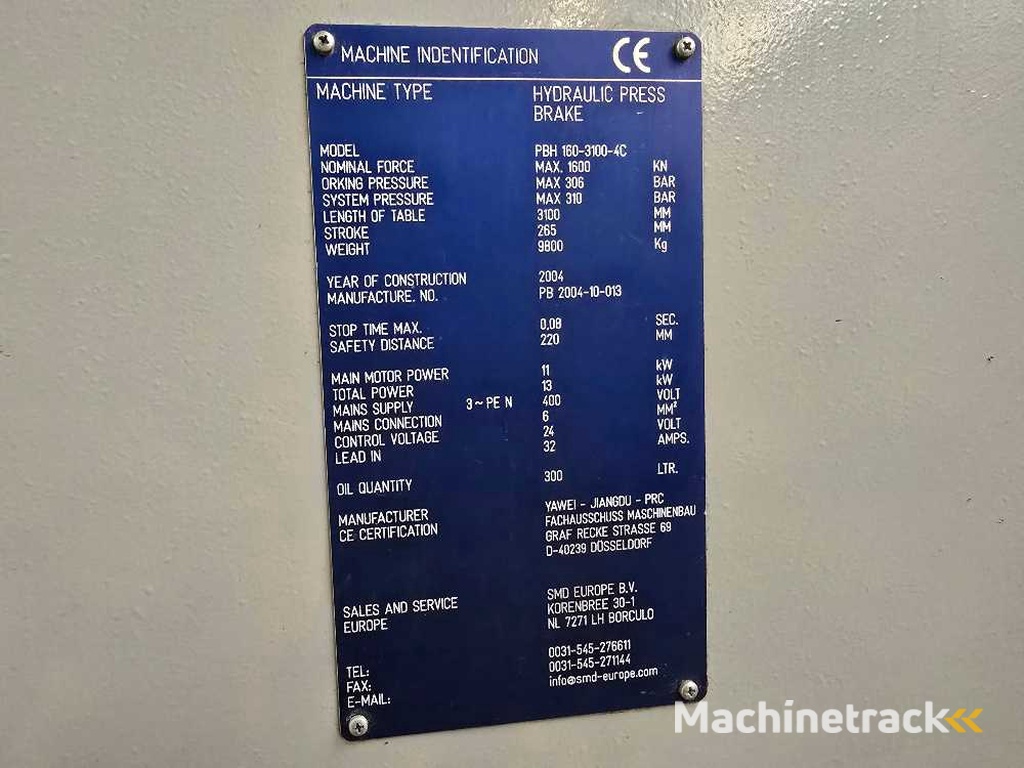 MACHINE INDENTIFICATION CE
MACHINE TYPE HYDRAULIC PRESS
BRAKE
MODEL PBH 160-3100-4C
NOMINAL FORCE MAX. 1600 KN
ORKING PRESSURE MAX 306 BAR
SYSTEM PRESSURE MAX 310 BAR
LENGTH OF TABLE 3100 MM
STROKE 265 MM
WEIGHT 9800 Kg
YEAR OF CONSTRUCTION 2004
MANUFACTURE. NO. PB 2004-10-013
STOP TIME MAX. 0,08 SEC.
SAFETY DISTANCE 220 MM
MAIN MOTOR POWER 11 kW
TOTAL POWER 13 kW
MAINS SUPPLY 3~PE N 400 VOLT
MAINS CONNECTION 6 MM²
CONTROL VOLTAGE 24 VOLT
LEAD IN 32 AMPS.
OIL QUANTITY 300 LTR.
MANUFACTURER YAWEI - JIANGDU - PRC
CE CERTIFICATION FACHAUSSCHUSS MASCHINENBAU
GRAF RECKE STRASSE 69
D-40239 DÜSSELDORF
SALES AND SERVICE SMD EUROPE B.V.
EUROPE KORENBREE 30-1
NL 7271 LH BORCULO
TEL: 0031-545-276611
FAX: 0031-545-271144
E-MAIL: info@smd-europe.com
Machinetrack